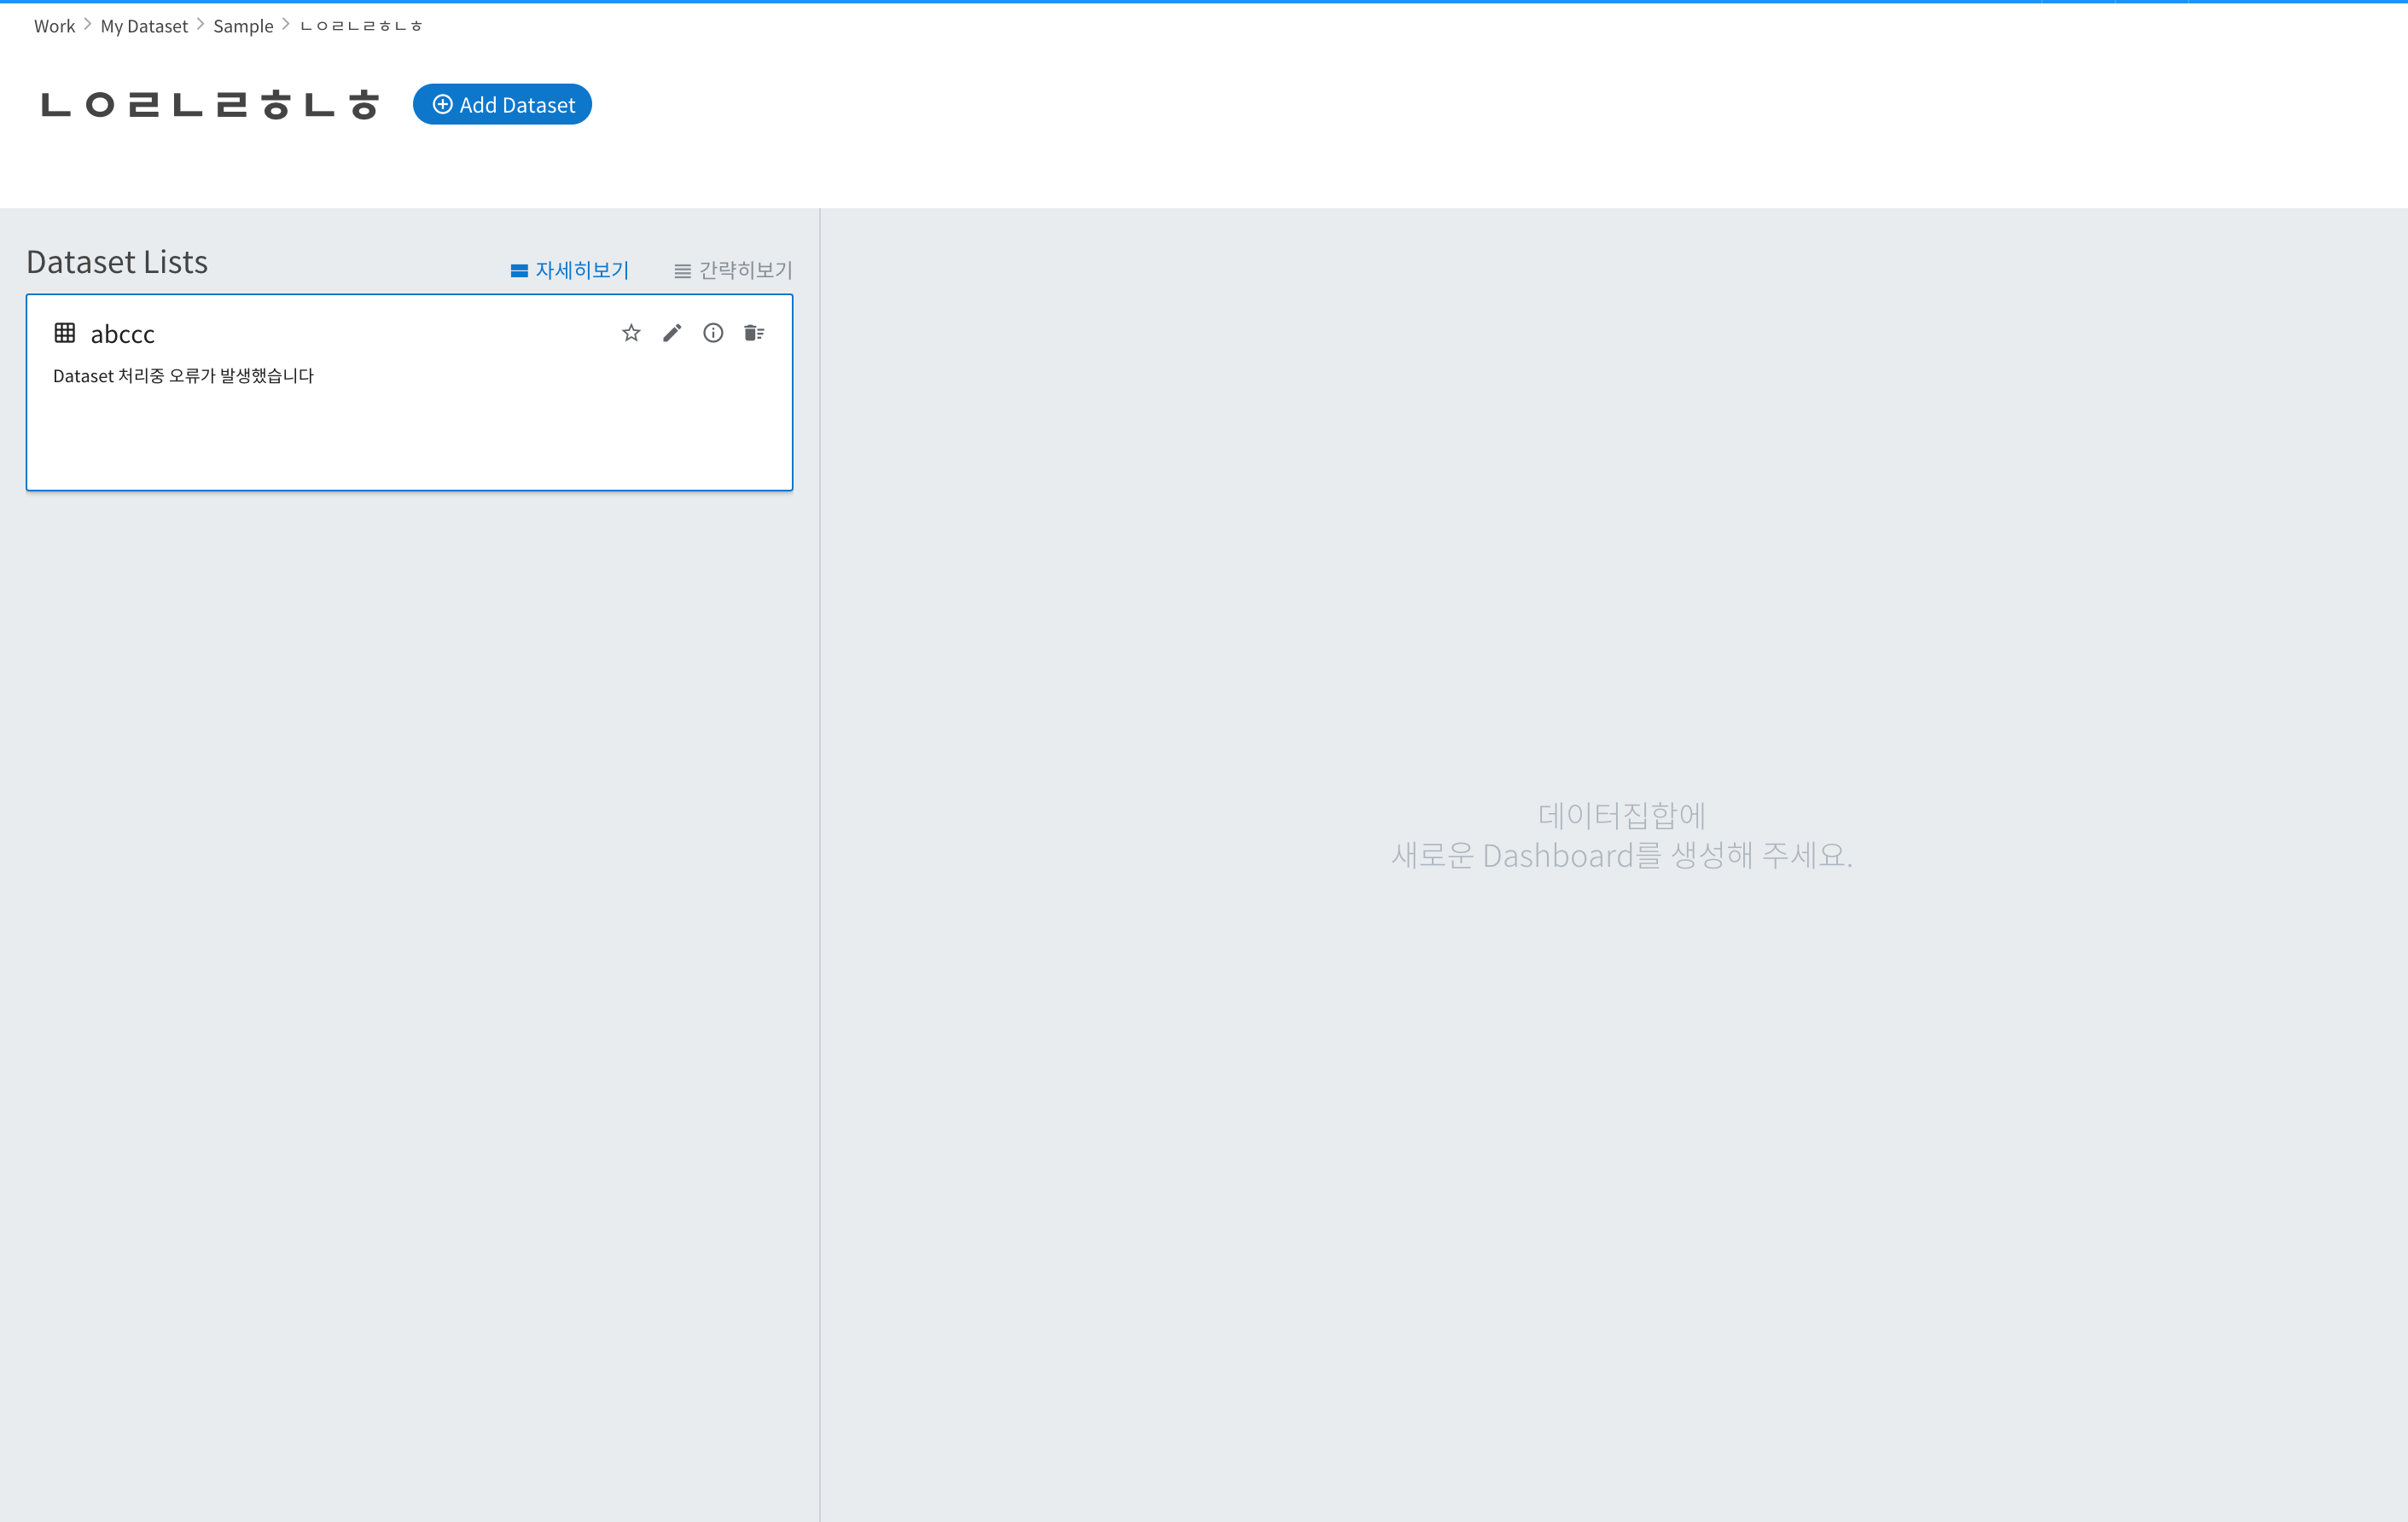 Work > My Dataset > Sample > ㄴㅇㄹㄴㄹㅎㄴㅎ
ㄴㅇㄹㄴㄹㅎㄴㅎ Add Dataset
Dataset Lists 자세히보기 간략히보기
abccc
Dataset 처리중 오류가 발생했습니다
데이터집합에
새로운 Dashboard를 생성해 주세요.